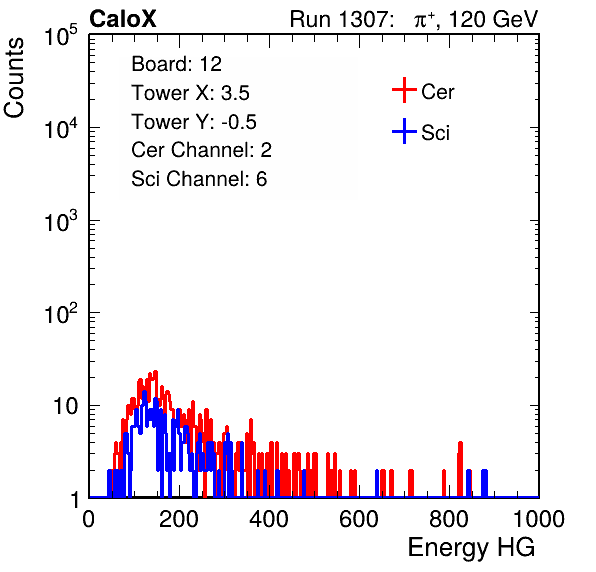 CaloX Run 1307: π⁺, 120 GeV
Counts
Board: 12
Tower X: 3.5
Tower Y: -0.5
Cer Channel: 2
Sci Channel: 6
Cer
Sci
10⁵
10⁴
10³
10²
10
1
0 200 400 600 800 1000
Energy HG